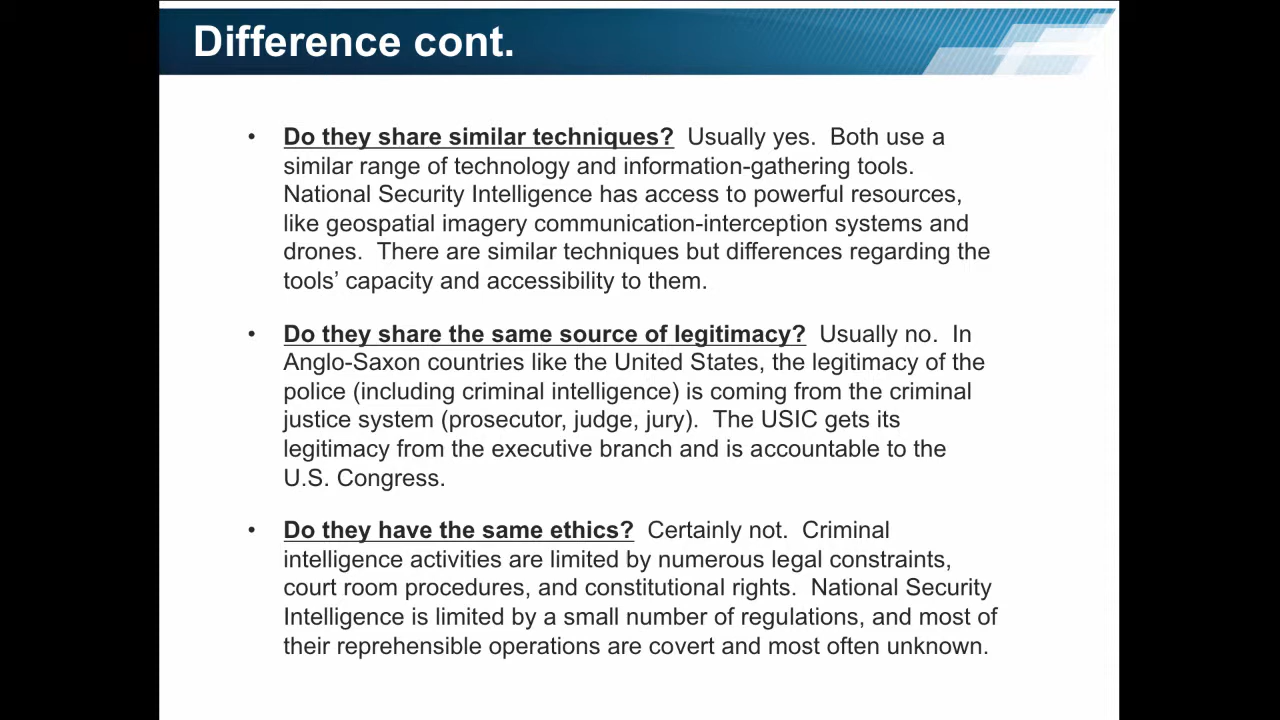 Difference cont.
• Do they share similar techniques? Usually yes. Both use a
similar range of technology and information-gathering tools.
National Security Intelligence has access to powerful resources,
like geospatial imagery communication-interception systems and
drones. There are similar techniques but differences regarding the
tools’ capacity and accessibility to them.
• Do they share the same source of legitimacy? Usually no. In
Anglo-Saxon countries like the United States, the legitimacy of the
police (including criminal intelligence) is coming from the criminal
justice system (prosecutor, judge, jury). The USIC gets its
legitimacy from the executive branch and is accountable to the
U.S. Congress.
• Do they have the same ethics? Certainly not. Criminal
intelligence activities are limited by numerous legal constraints,
court room procedures, and constitutional rights. National Security
Intelligence is limited by a small number of regulations, and most of
their reprehensible operations are covert and most often unknown.